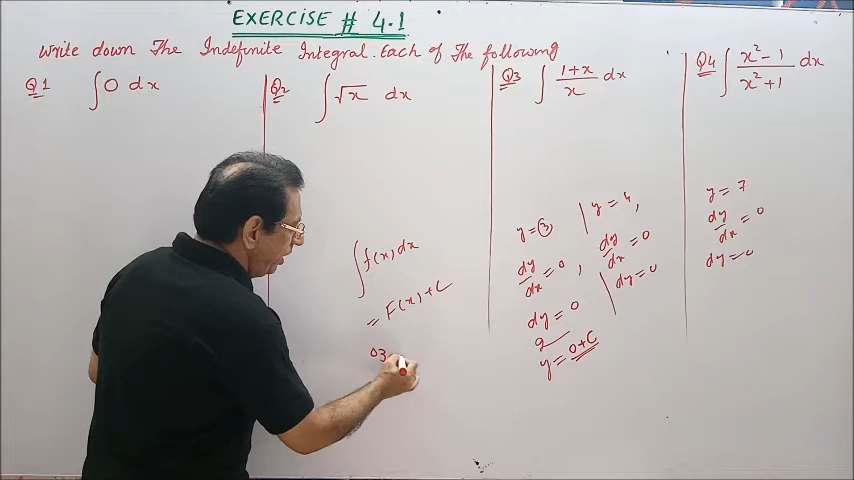 EXERCISE # 4.1
Write down The Indefinite Integral. Each of The following
Q1 ∫ 0 dx
Q2 ∫ √x dx
Q3 ∫ (1+x)/x dx
Q4 ∫ (x²-1)/(x²+1) dx
∫ f(x) dx
= F(x)+C
03
y = 3
dy/dx = 0,
dy = 0
y = 0+C
y = 4,
dy/dx = 0
dy = 0
y = 7
dy/dx = 0
dy = 0